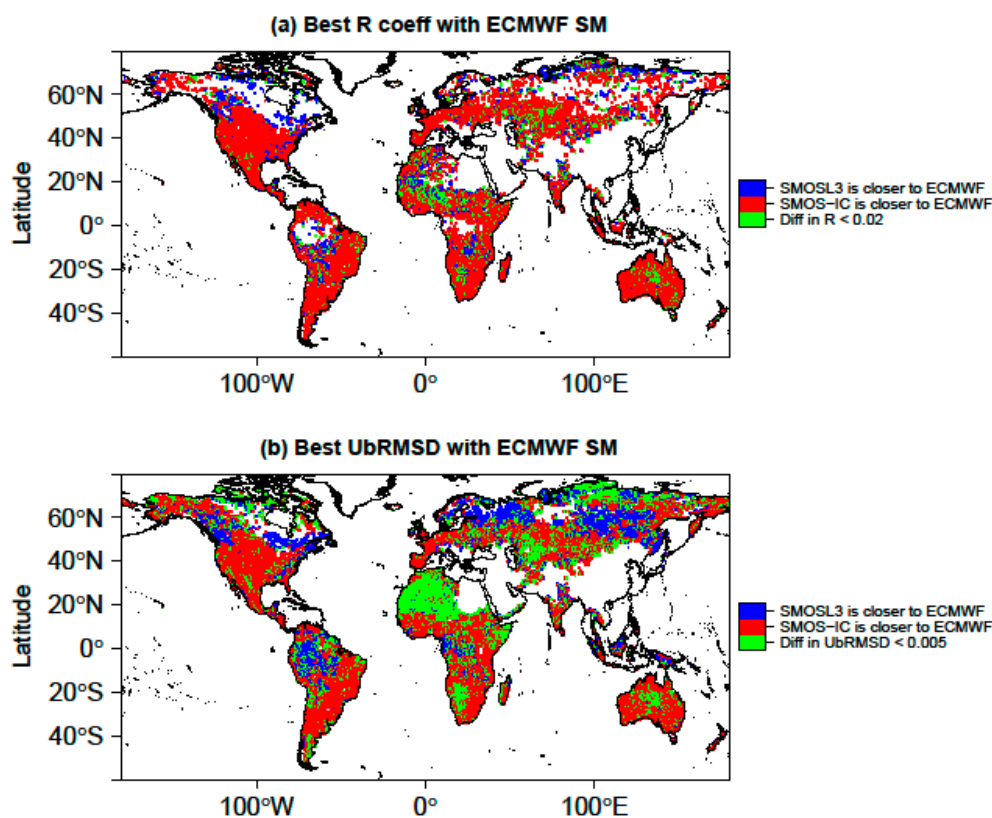 (a) Best R coeff with ECMWF SM
60°N
40°N
20°N
0°
20°S
40°S
Latitude
100°W 0° 100°E
SMOSL3 is closer to ECMWF
SMOS-IC is closer to ECMWF
Diff in R < 0.02
(b) Best UbRMSD with ECMWF SM
60°N
40°N
20°N
0°
20°S
40°S
Latitude
100°W 0° 100°E
SMOSL3 is closer to ECMWF
SMOS-IC is closer to ECMWF
Diff in UbRMSD < 0.005